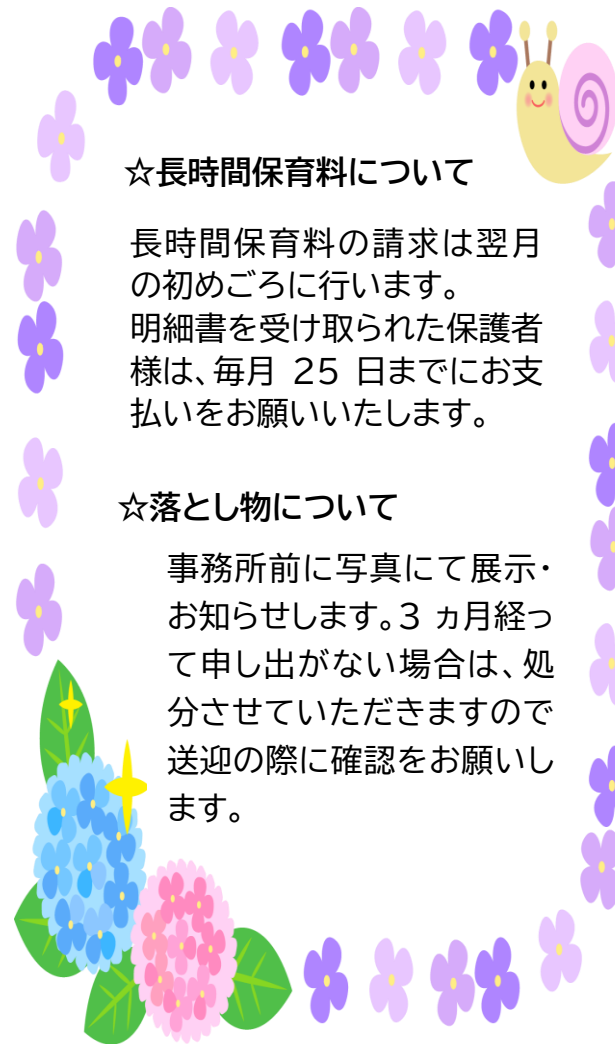 ☆長時間保育料について
長時間保育料の請求は翌月
の初めごろに行います。
明細書を受け取られた保護者
様は、毎月 25 日までにお支
払いをお願いいたします。
☆落とし物について
事務所前に写真にて展示・
お知らせします。3 ヵ月経っ
て申し出がない場合は、処
分させていただきますので
送迎の際に確認をお願いし
ます。